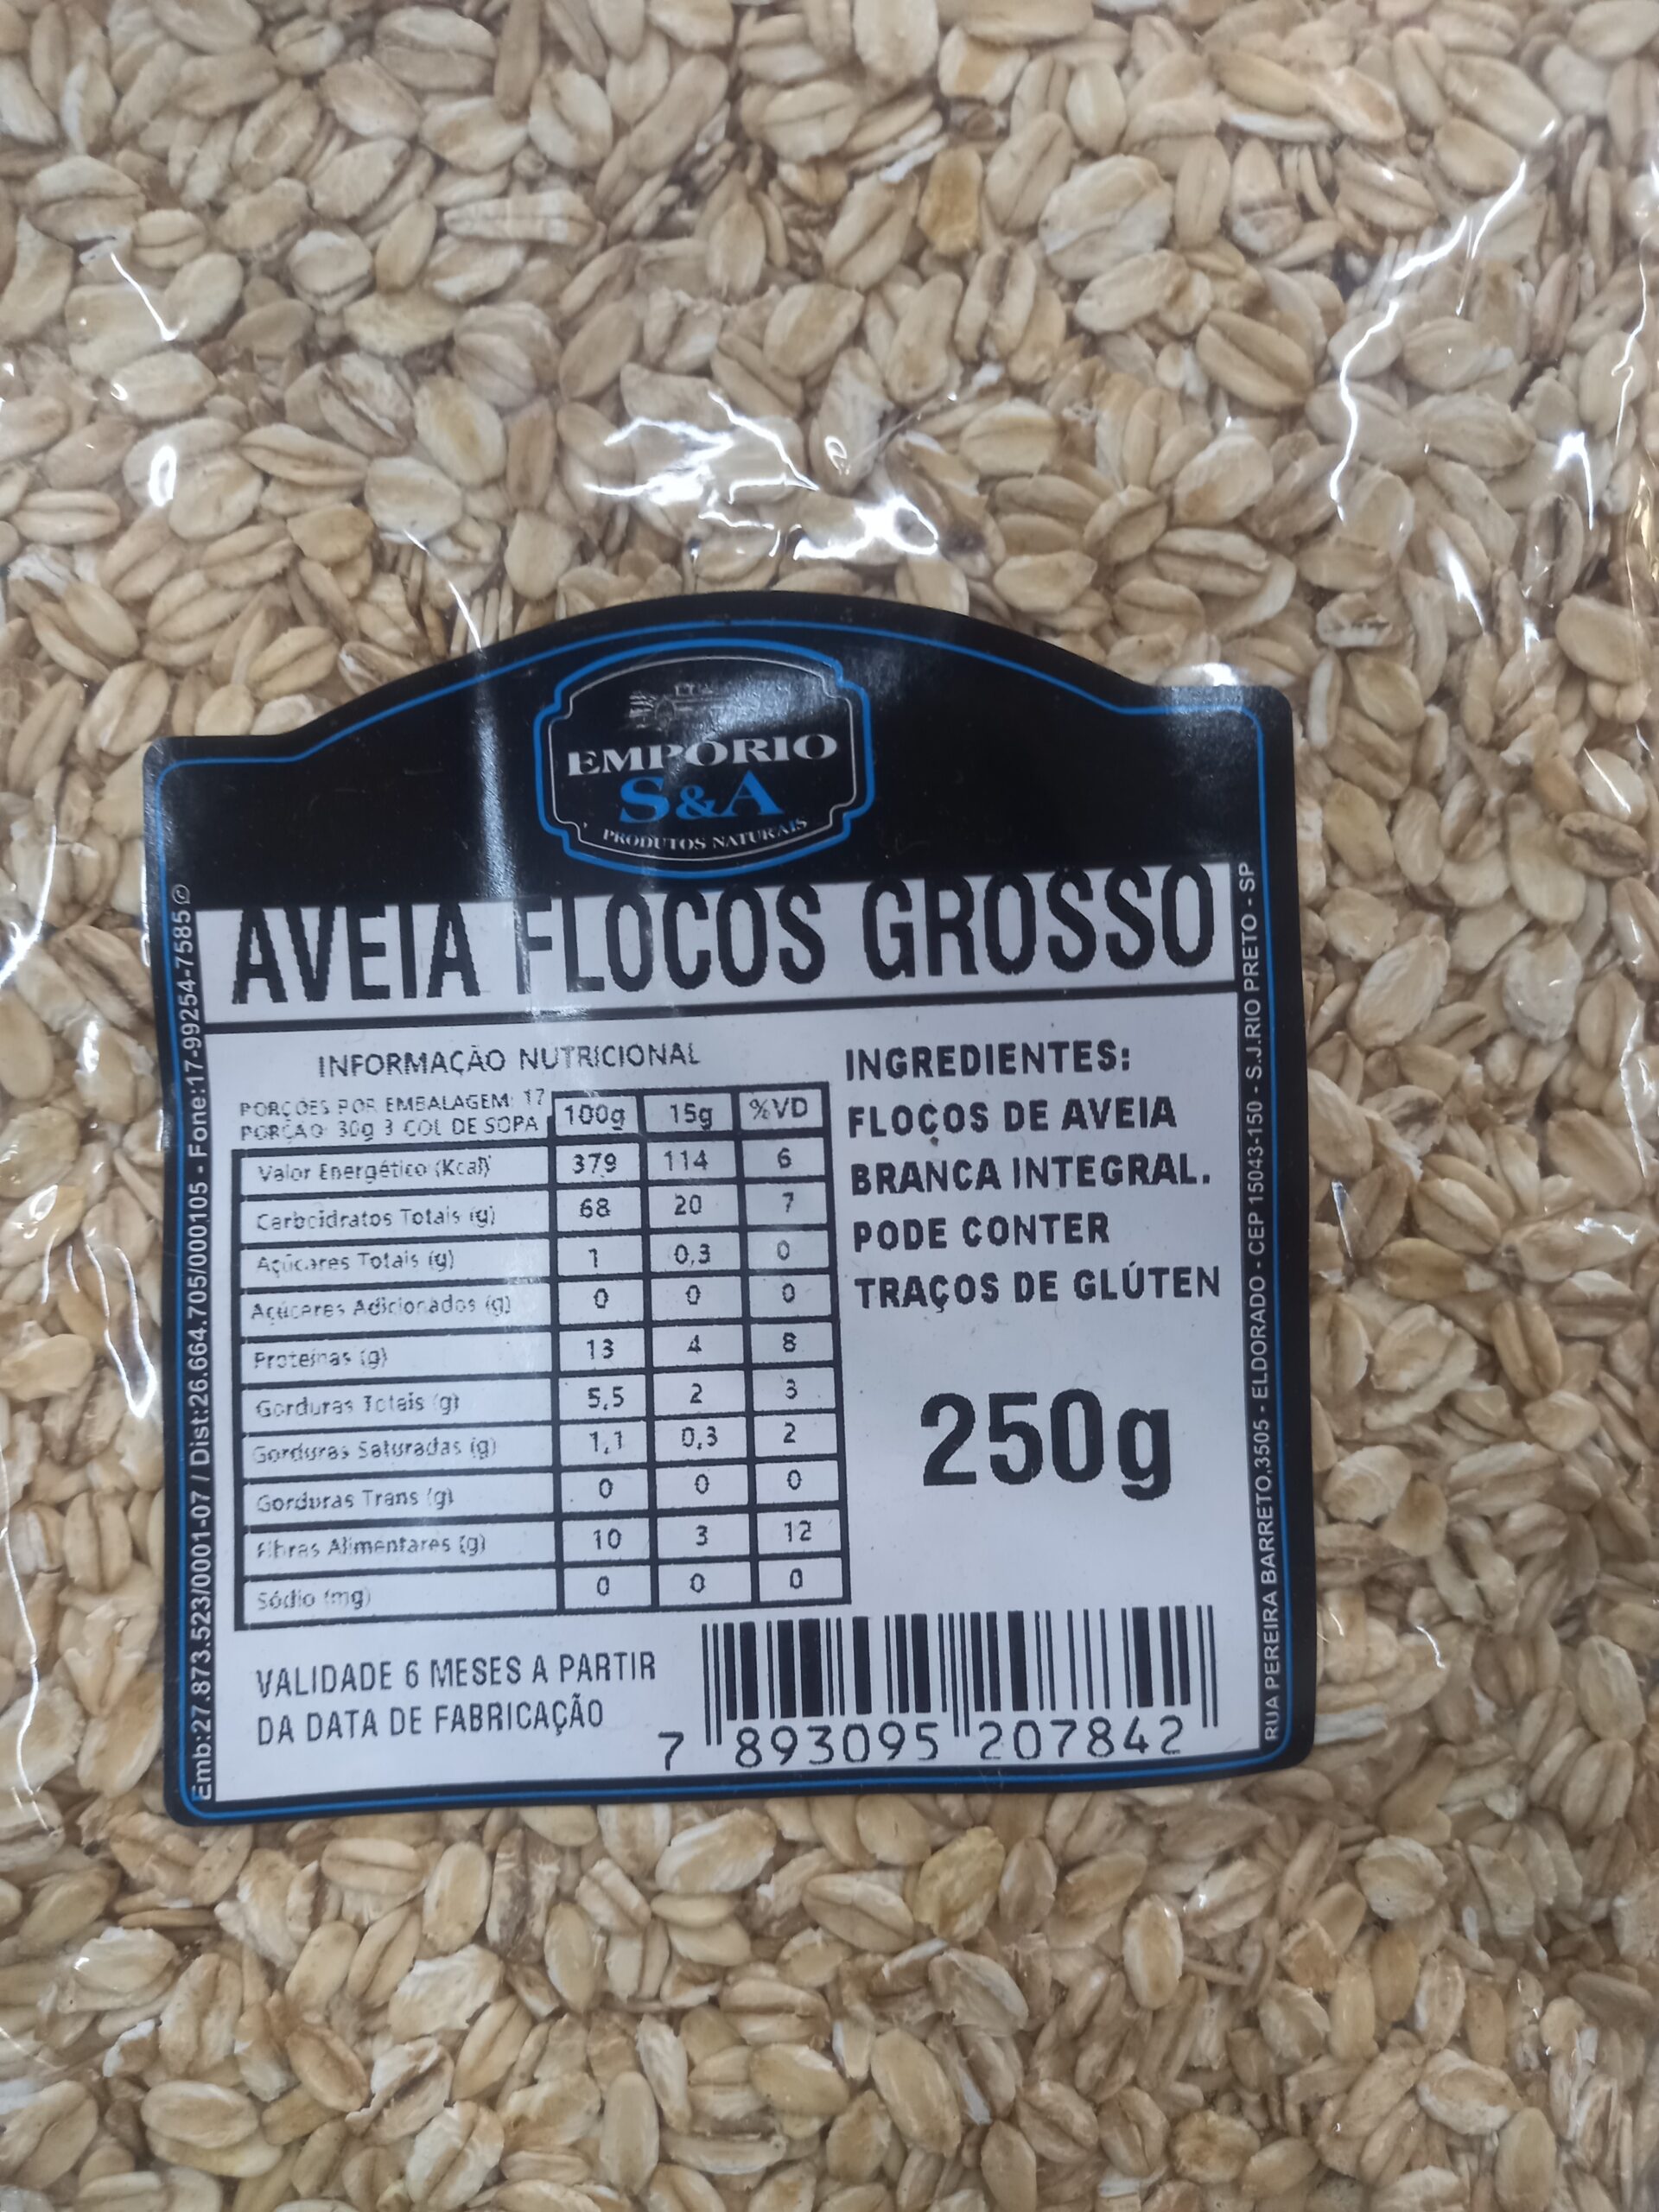 EMPÓRIO
S&A
PRODUTOS NATURAIS
AVEIA FLOCOS GROSSO
INFORMAÇÃO NUTRICIONAL
PORÇOES POR EMBALAGEM: 17
PORÇAO: 30g 3 COL DE SOPA
100g 15g %VD
Valor Energético (Kcal) 379 114 6
Carboidratos Totais (g) 68 20 7
Açúcares Totais (g) 1 0,3 0
Açúcares Adicionados (g) 0 0 0
Proteínas (g) 13 4 8
Gorduras Totais (g) 5,5 2 3
Gorduras Saturadas (g) 1,1 0,3 2
Gorduras Trans (g) 0 0 0
Fibras Alimentares (g) 10 3 12
Sódio (mg) 0 0 0
INGREDIENTES:
FLOCOS DE AVEIA
BRANCA INTEGRAL.
PODE CONTER
TRAÇOS DE GLÚTEN
250g
VALIDADE 6 MESES A PARTIR
DA DATA DE FABRICAÇÃO
7 893095 207842
Emb:27.873.523/0001-07 / Dist:26.664.705/000105 - Fone:17-99254-7585
RUA PEREIRA BARRETO,3505 - ELDORADO - CEP 15043-150 - S.J.RIO PRETO - SP